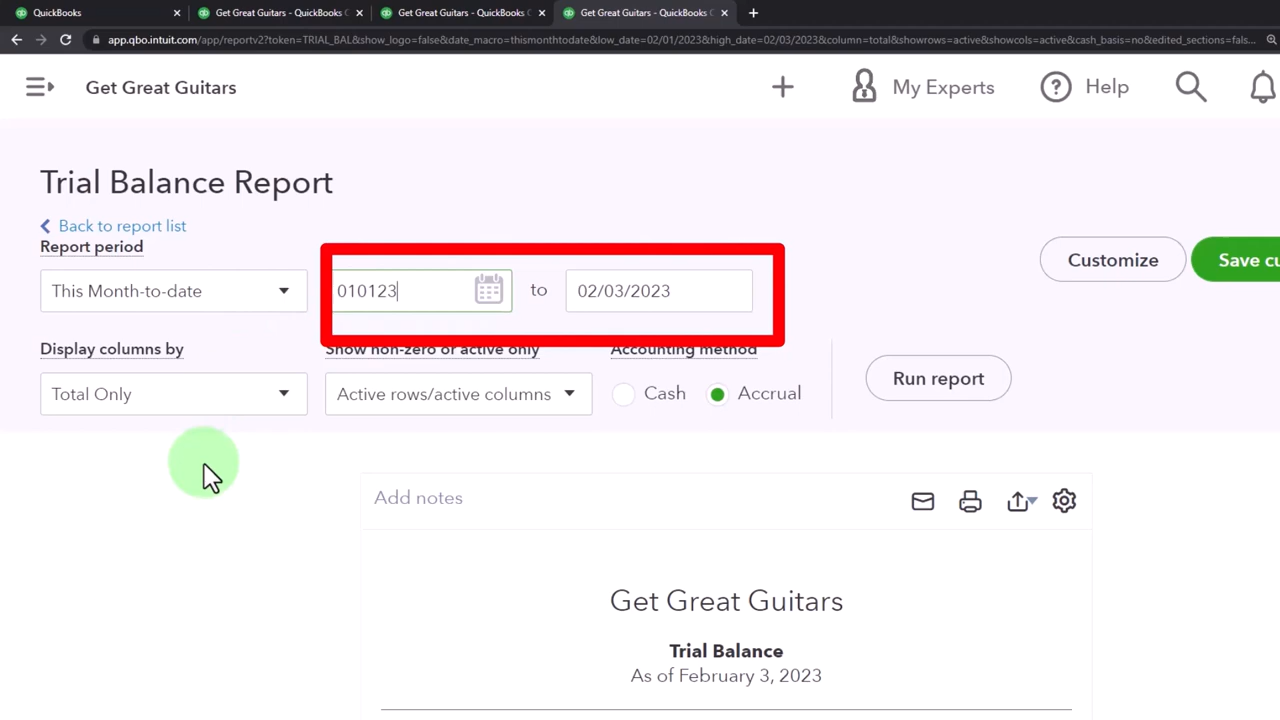 QuickBooks
Get Great Guitars - QuickBooks C
Get Great Guitars - QuickBooks C
Get Great Guitars - QuickBooks C
app.qbo.intuit.com/app/reportv2?token=TRIAL_BAL&show_logo=false&date_macro=thismonthtodate&low_date=02/01/2023&high_date=02/03/2023&column=total&showrows=active&showcols=active&cash_basis=no&edited_sections=fals...
Get Great Guitars
My Experts
Help
Trial Balance Report
Back to report list
Report period
This Month-to-date
010123
to
02/03/2023
Customize
Save cu
Display columns by
Show non-zero or active only
Accounting method
Total Only
Active rows/active columns
Cash
Accrual
Run report
Add notes
Get Great Guitars
Trial Balance
As of February 3, 2023